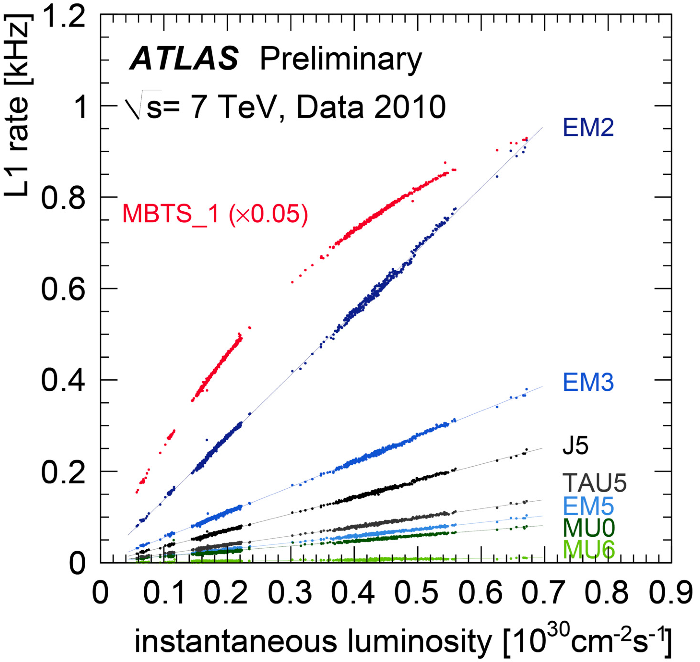 1.2
ATLAS Preliminary
√s= 7 TeV, Data 2010
L1 rate [kHz]
1
EM2
MBTS_1 (×0.05)
0.8
0.6
0.4
EM3
J5
0.2
TAU5
EM5
MU0
MU6
0
0 0.1 0.2 0.3 0.4 0.5 0.6 0.7 0.8 0.9
instantaneous luminosity [10³⁰cm⁻²s⁻¹]